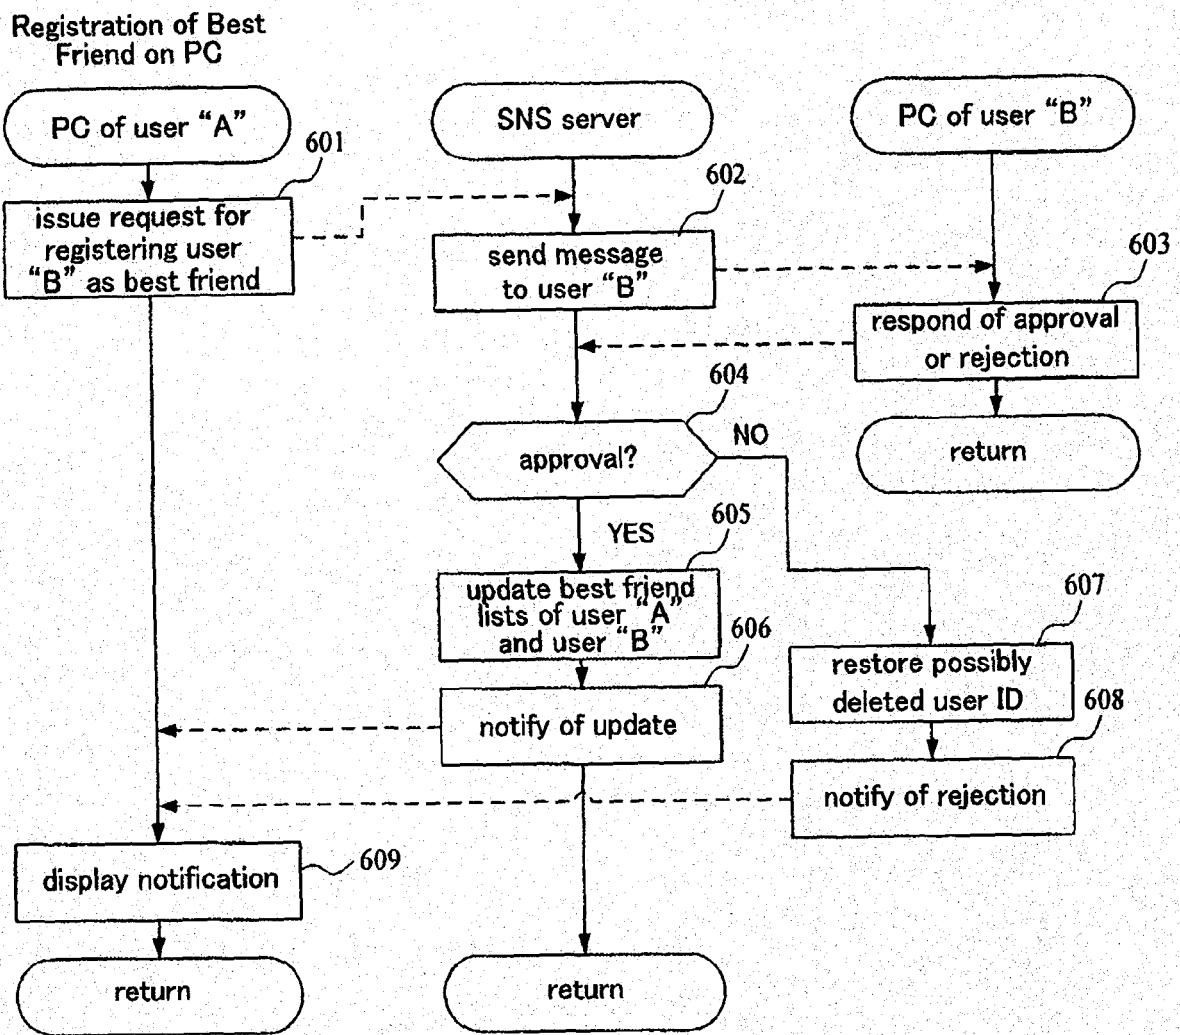 Registration of Best
Friend on PC
PC of user “A”
SNS server
PC of user “B”
601
issue request for
registering user
“B” as best friend
602
send message
to user “B”
603
respond of approval
or rejection
return
604
approval?
NO
YES
605
update best friend
lists of user “A”
and user “B”
606
notify of update
607
restore possibly
deleted user ID
608
notify of rejection
609
display notification
return
return